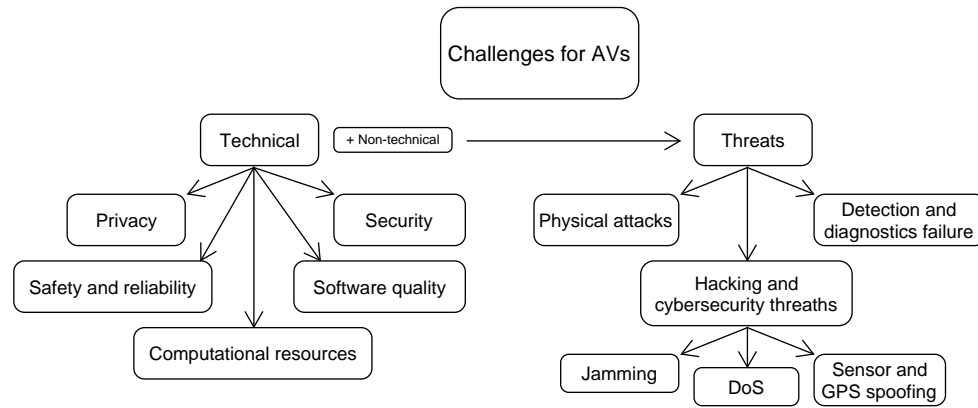 Challenges for AVs
Technical
+ Non-technical
Threats
Privacy
Security
Physical attacks
Detection and
diagnostics failure
Safety and reliability
Software quality
Hacking and
cybersecurity threaths
Computational resources
Jamming
DoS
Sensor and
GPS spoofing